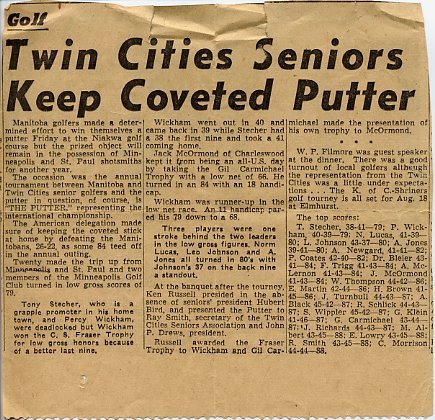 Golf
Twin Cities Seniors
Keep Coveted Putter
Manitoba golfers made a deter-
mined effort to win themselves a
putter Friday at the Niakwa golf
course but the prized object will
remain in the possession of Min-
neapolis and St. Paul shotsmiths
for another year.
The occasion was the annual
tournament between Manitoba and
Twin Cities senior golfers and the
putter in question, of course, is
"THE PUTTER," representing the
international championship.
The American delegation made
sure of keeping the coveted stick
at home by defeating the Mani-
tobans, 28-22, as some 84 teed off
in the annual outing.
Twenty made the trip up from
Minneapolis and St. Paul and two
members of the Minneapolis Golf
Club turned in low gross scores of
79.
Tony Stecher, who is a
grapple promoter in his home
town, and Percy Wickham,
were deadlocked but Wickham
won the C. S. Fraser Trophy
for low gross honors because
of a better last nine.
Wickham went out in 40 and
came back in 39 while Stecher had
a 38 the first nine and took a 41
coming home.
Jack McOrmond of Charleswood
kept it from being an all-U.S. day
by taking the Gil Carmichael
Trophy with a low net of 66. He
turned in an 84 with an 18 handi-
cap.
Wickham was runner-up in the
low net race. An 11 handicap par-
ed his 79 down to a 68.
Three players were one
stroke behind the two leaders
in the low gross figures. Norm
Lucas, Leo Johnson and A.
Jones all turned in 80's with
Johnson's 37 on the back nine
a standout.
At the banquet after the tourney,
Ken Russell president in the ab-
sence of seniors' president Hubert
Bird, and presented the Putter to
Ray Smith, secretary of the Twin
Cities Seniors Association and John
P. Drews, president.
Russell awarded the Fraser
Trophy to Wickham and Gil Car-
michael made the presentation of
his own trophy to McOrmond.
W. P. Filmore was guest speaker
at the dinner. There was a good
turnout of local golfers although
the representation from the Twin
Cities was a little under expecta-
tions . . . The K. of C.-Shriners
golf tourney is all set for Aug. 18
at Elmhurst.
The top scores:
T. Stecher, 38-41—79; P. Wick-
ham, 40-39—79; N. Lucas, 41-39—
80; L. Johnson 43-37—80; A. Jones
39-41—80; A. Newgard, 41-41—82;
P. Coates 42-40—82; Dr. Bleier 43-
41—84; F. Trigg 41-43—84; A. Mc-
Lenon 41-43—84; J. McOrmond
41-43—84; W. Thompson 44-42—86;
E. Martin 42-44—86; H. Brown 41-
45—86; J. Turnbull 44-43—87; A.
Black 45-42—87; R. Schlick 44-43—
87; S. Wippler 45-42—87; G. Klein
41-46—87; G. Carmichael 43-44—
87; J. Richards 44-43—87; M. Al-
bert 43-45—88; E. Lowry 43-45—88;
R. Smith 43-45—88; C. Morrison
44-44—88.